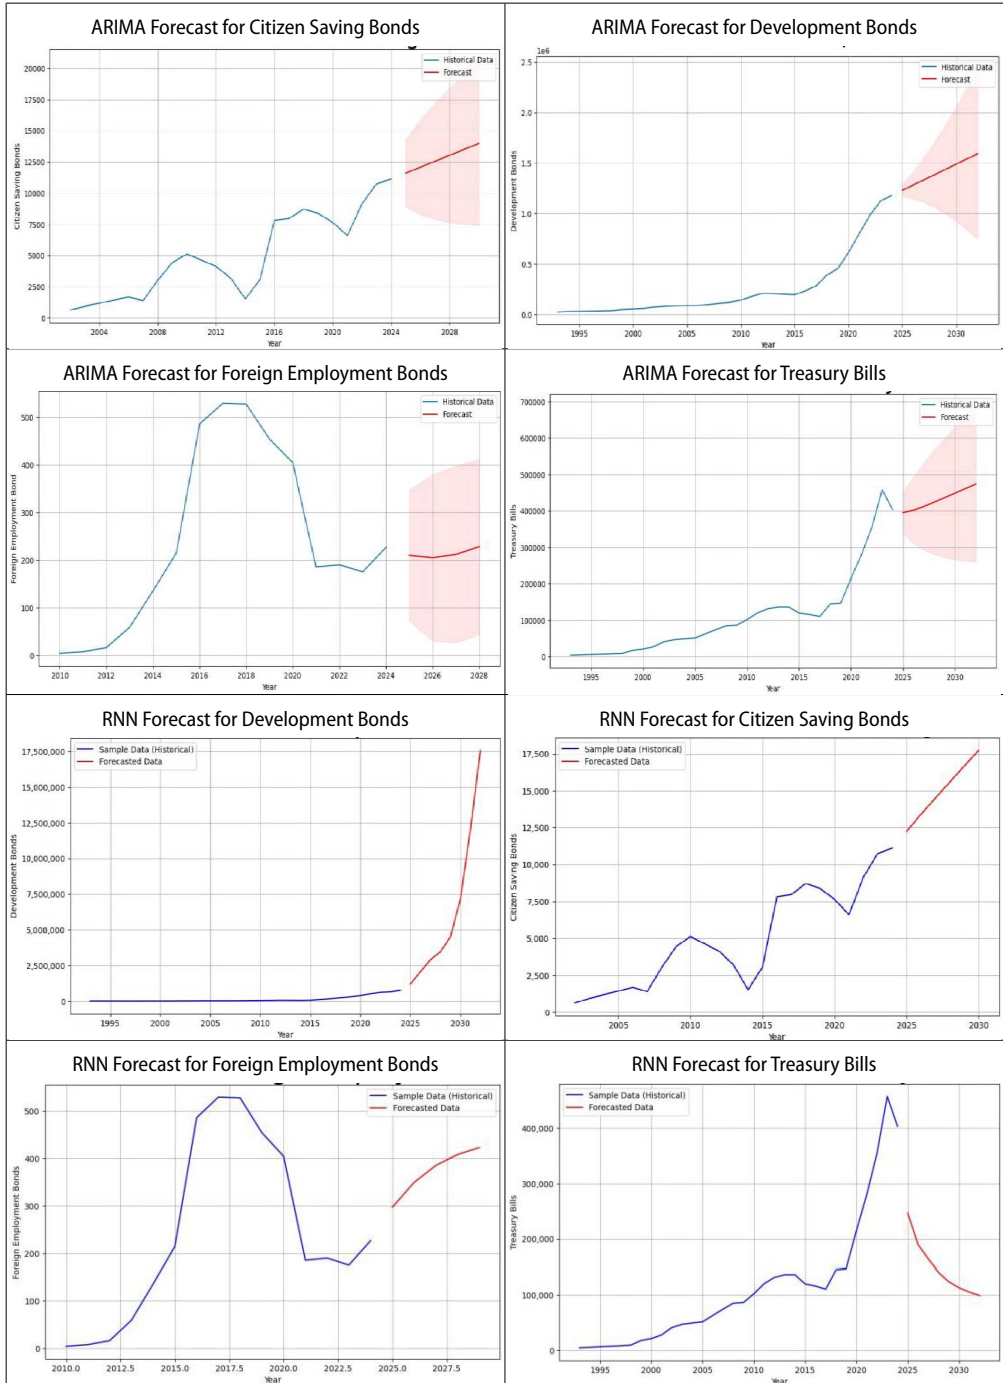 ARIMA Forecast for Citizen Saving Bonds
Historical Data
Forecast
20000
17500
15000
12500
10000
7500
5000
2500
0
Citizen Saving Bonds
2004 2008 2012 2016 2020 2024 2028
Year
ARIMA Forecast for Development Bonds
1e6
Historical Data
Forecast
2.5
2.0
1.5
1.0
0.5
0.0
Development Bonds
1995 2000 2005 2010 2015 2020 2025 2030
Year
ARIMA Forecast for Foreign Employment Bonds
Historical Data
Forecast
500
400
300
200
100
0
Foreign Employment Bond
2010 2012 2014 2016 2018 2020 2022 2024 2026 2028
Year
ARIMA Forecast for Treasury Bills
Historical Data
Forecast
700000
600000
500000
400000
300000
200000
100000
0
Treasury Bills
1995 2000 2005 2010 2015 2020 2025 2030
Year
RNN Forecast for Development Bonds
Sample Data (Historical)
Forecasted Data
17,500,000
15,000,000
12,500,000
10,000,000
7,500,000
5,000,000
2,500,000
0
Development Bonds
1995 2000 2005 2010 2015 2020 2025 2030
Year
RNN Forecast for Citizen Saving Bonds
Sample Data (Historical)
Forecasted Data
17,500
15,000
12,500
10,000
7,500
5,000
2,500
0
Citizen Saving Bonds
2005 2010 2015 2020 2025 2030
Year
RNN Forecast for Foreign Employment Bonds
Sample Data (Historical)
Forecasted Data
500
400
300
200
100
0
Foreign Employment Bonds
2010.0 2012.5 2015.0 2017.5 2020.0 2022.5 2025.0 2027.5
Year
RNN Forecast for Treasury Bills
Sample Data (Historical)
Forecasted Data
400,000
300,000
200,000
100,000
0
Treasury Bills
1995 2000 2005 2010 2015 2020 2025 2030
Year